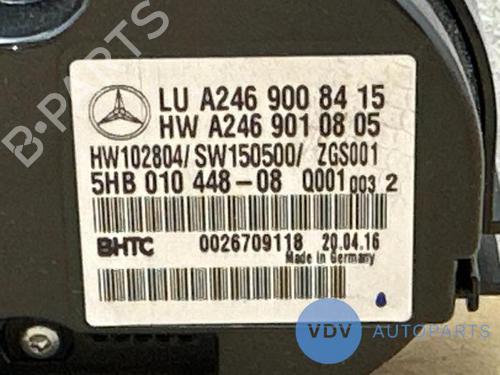 B-PARTS
LU A246 900 84 15
HW A246 901 08 05
HW102804/SW150500/ ZGS001
5HB 010 448-08 Q001 003 2
BHTC 0026709118 20.04.16
Made in Germany
VDV AUTOPARTS